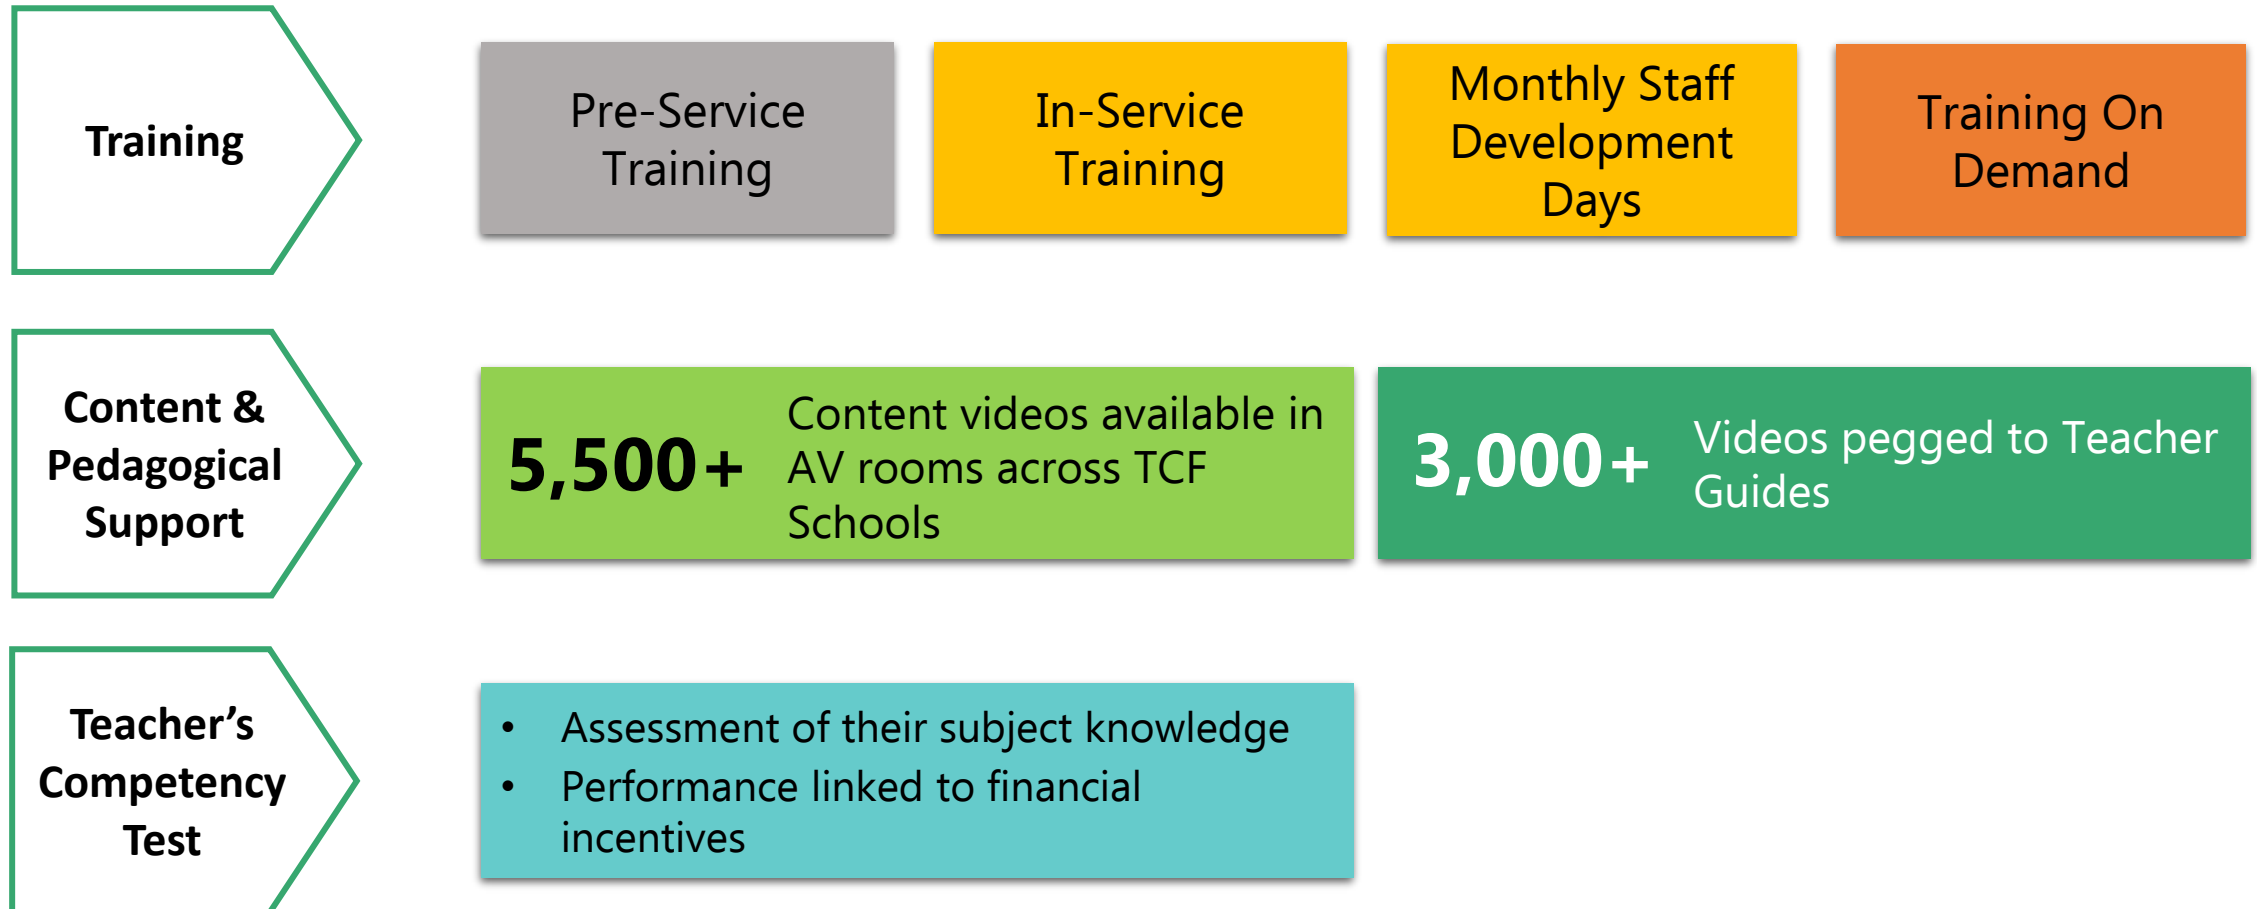 Training
Pre-Service
Training
In-Service
Training
Monthly Staff
Development
Days
Training On
Demand
Content &
Pedagogical
Support
5,500+
Content videos available in
AV rooms across TCF
Schools
3,000+
Videos pegged to Teacher
Guides
Teacher’s
Competency
Test
• Assessment of their subject knowledge
• Performance linked to financial
incentives